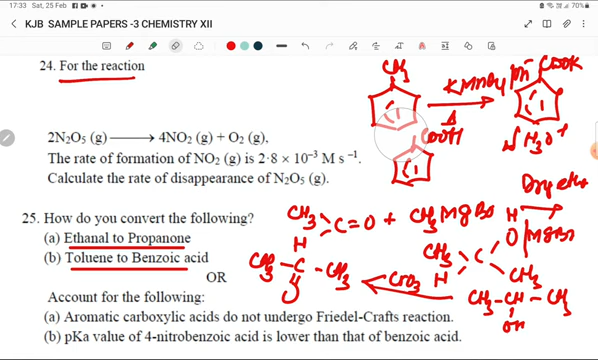 17:33 Sat, 25 Feb
70%
KJB SAMPLE PAPERS -3 CHEMISTRY XII
24. For the reaction
2N₂O₅ (g) ⟶ 4NO₂ (g) + O₂ (g),
The rate of formation of NO₂ (g) is 2·8 × 10⁻³ M s⁻¹.
Calculate the rate of disappearance of N₂O₅ (g).
25. How do you convert the following?
(a) Ethanal to Propanone
(b) Toluene to Benzoic acid
OR
Account for the following:
(a) Aromatic carboxylic acids do not undergo Friedel-Crafts reaction.
(b) pKa value of 4-nitrobenzoic acid is lower than that of benzoic acid.
CH₃
KMnO₄
Δ
COOK
H₃O⁺
COOH
CH₃ C=O + CH₃MgBr
H
Dry ether
H
O MgBr
CH₃ C
H CH₃
CrO₃
CH₃ - C - CH₃
O
CH₃-CH-CH₃
OH